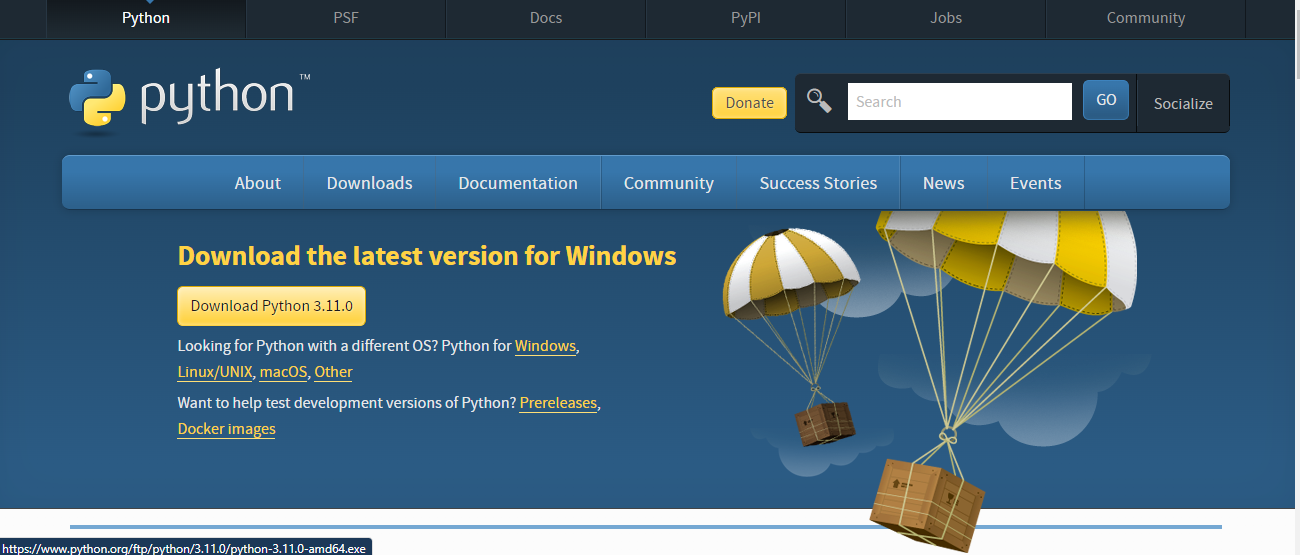 Python PSF Docs PyPI Jobs Community
python™
Donate Search GO Socialize
About Downloads Documentation Community Success Stories News Events
Download the latest version for Windows
Download Python 3.11.0
Looking for Python with a different OS? Python for Windows,
Linux/UNIX, macOS, Other
Want to help test development versions of Python? Prereleases,
Docker images
https://www.python.org/ftp/python/3.11.0/python-3.11.0-amd64.exe